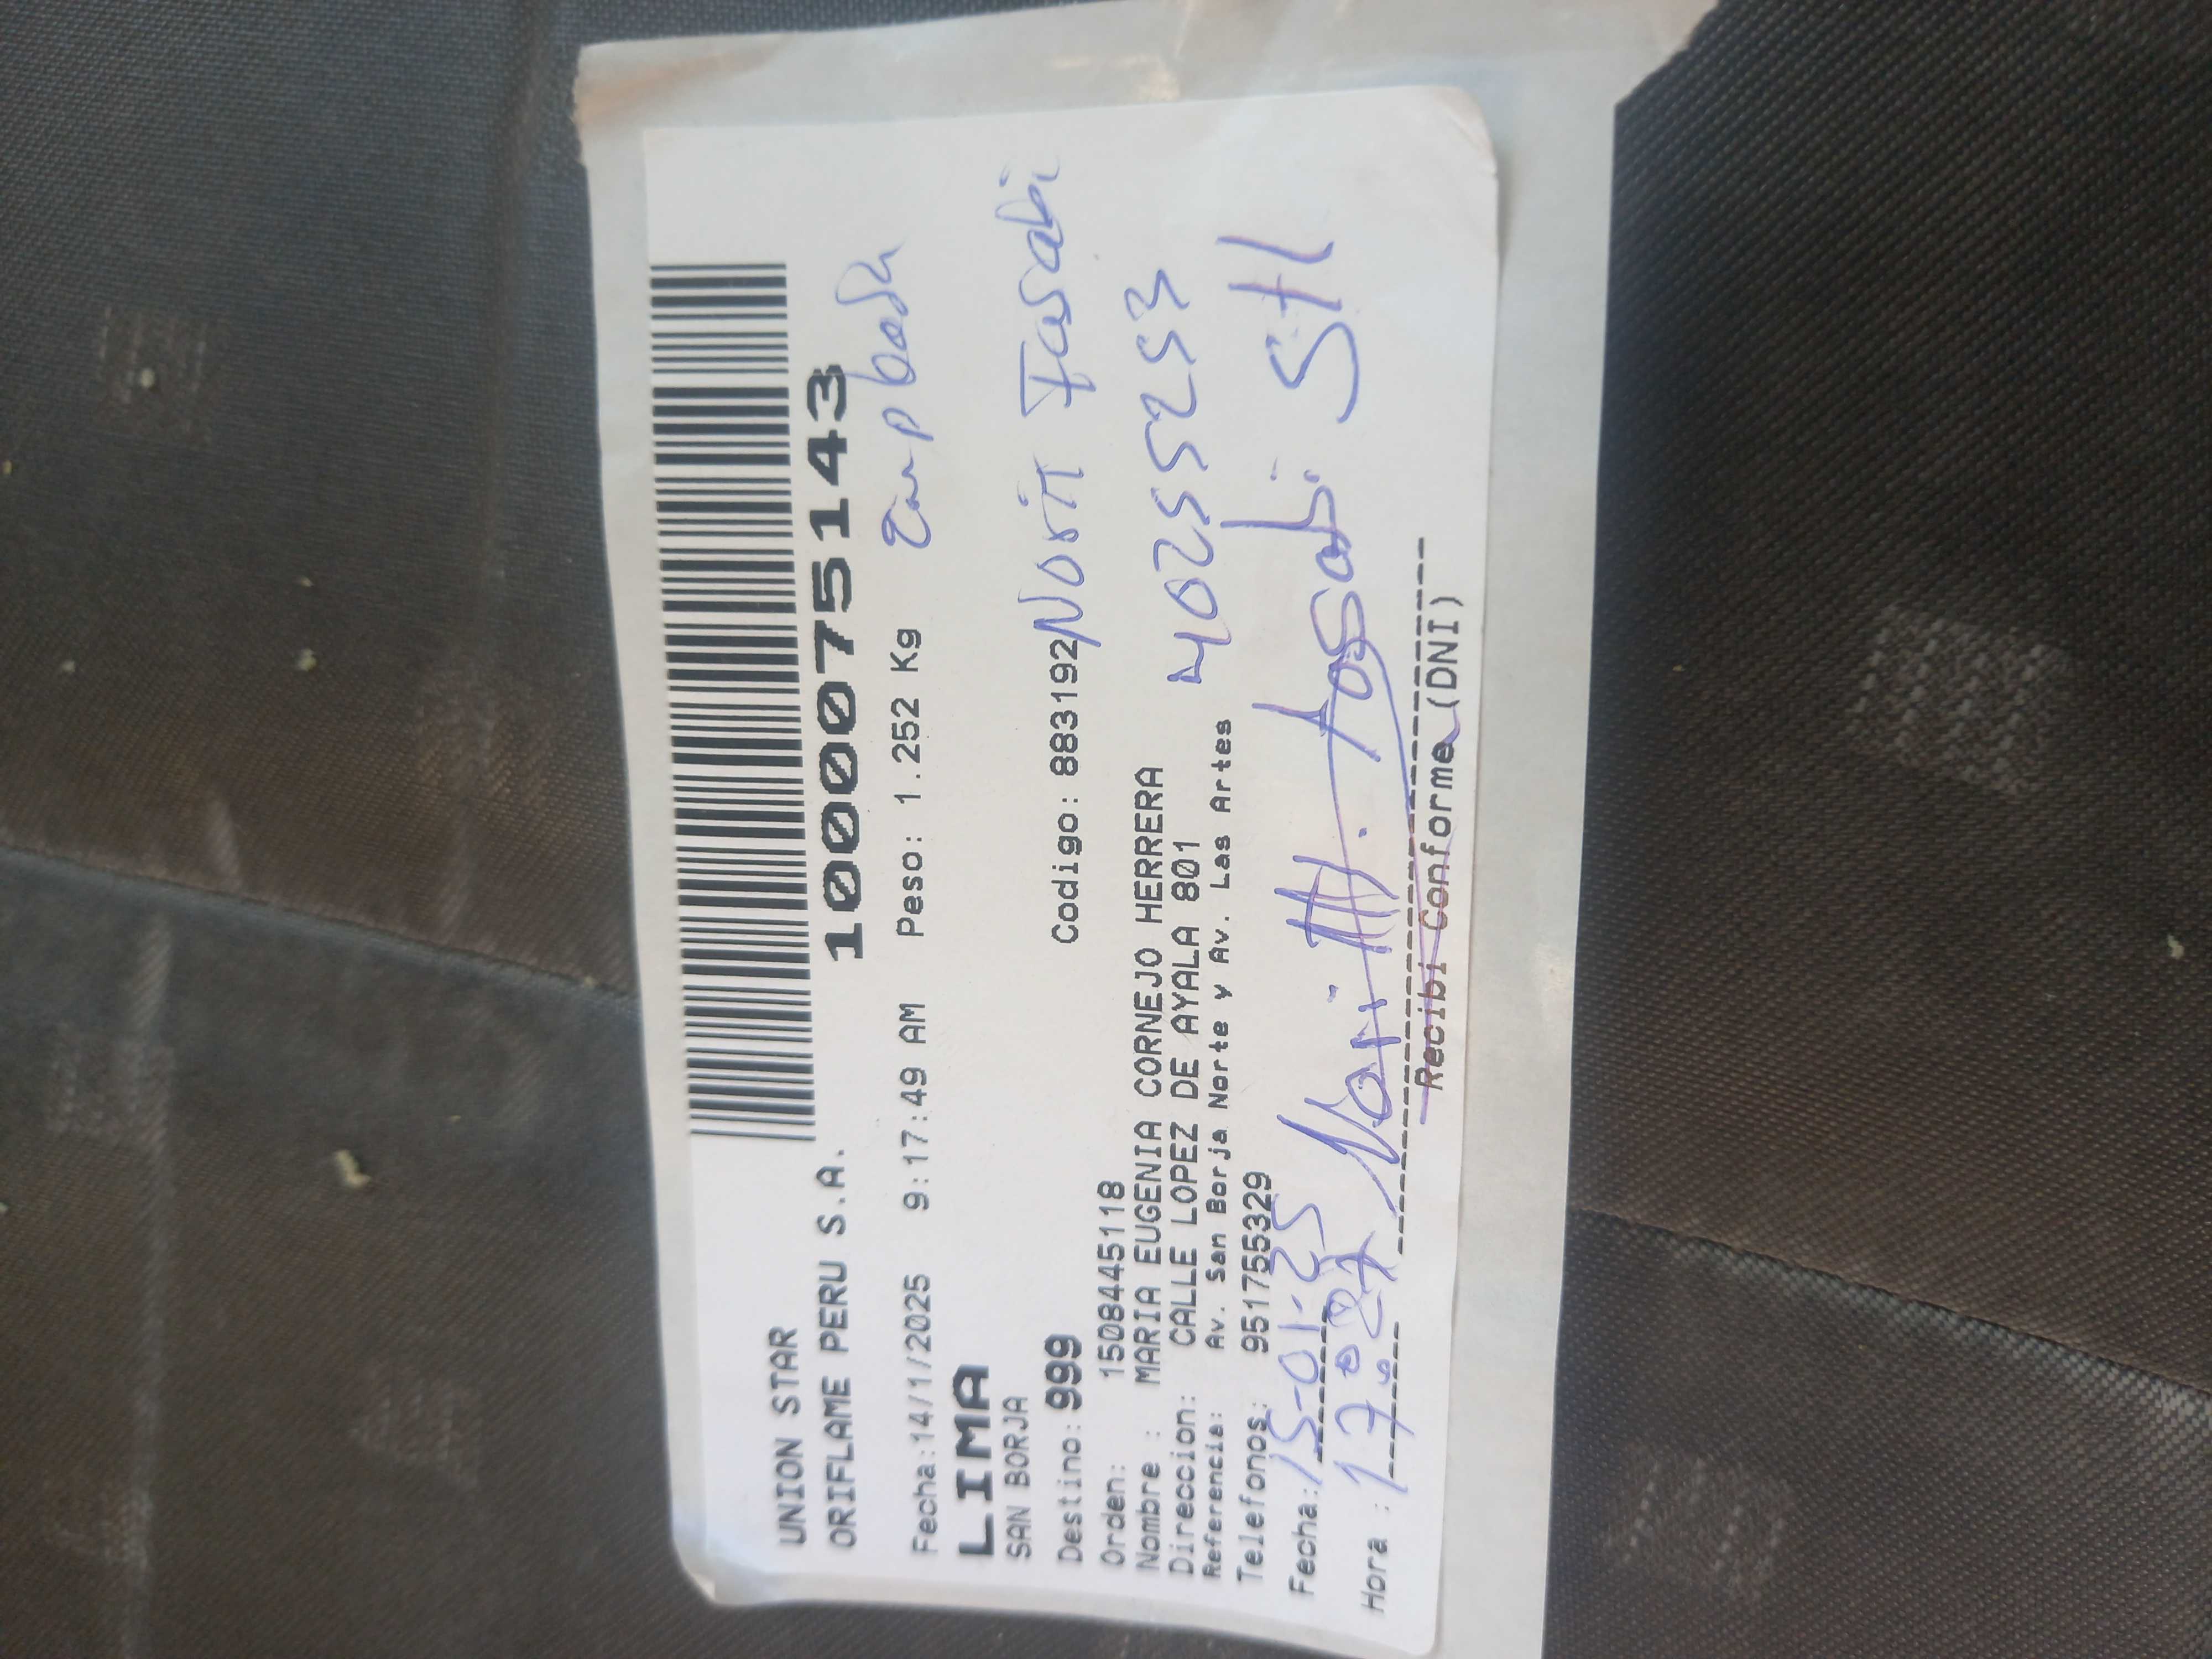 UNION STAR
ORIFLAME PERU S.A. 1000075143
Fecha:14/1/2025 9:17:49 AM Peso: 1.252 Kg
LIMA
SAN BORJA
Destino: 999 Codigo: 883192
Orden: 1508445118
Nombre : MARIA EUGENIA CORNEJO HERRERA
Direccion: CALLE LOPEZ DE AYALA 801
Referencia: Av. San Borja Norte y Av. Las Artes
Telefonos: 951755329
40255253
Fecha: 15-01-25
Hora : 17
Recibi Conforme (DNI)